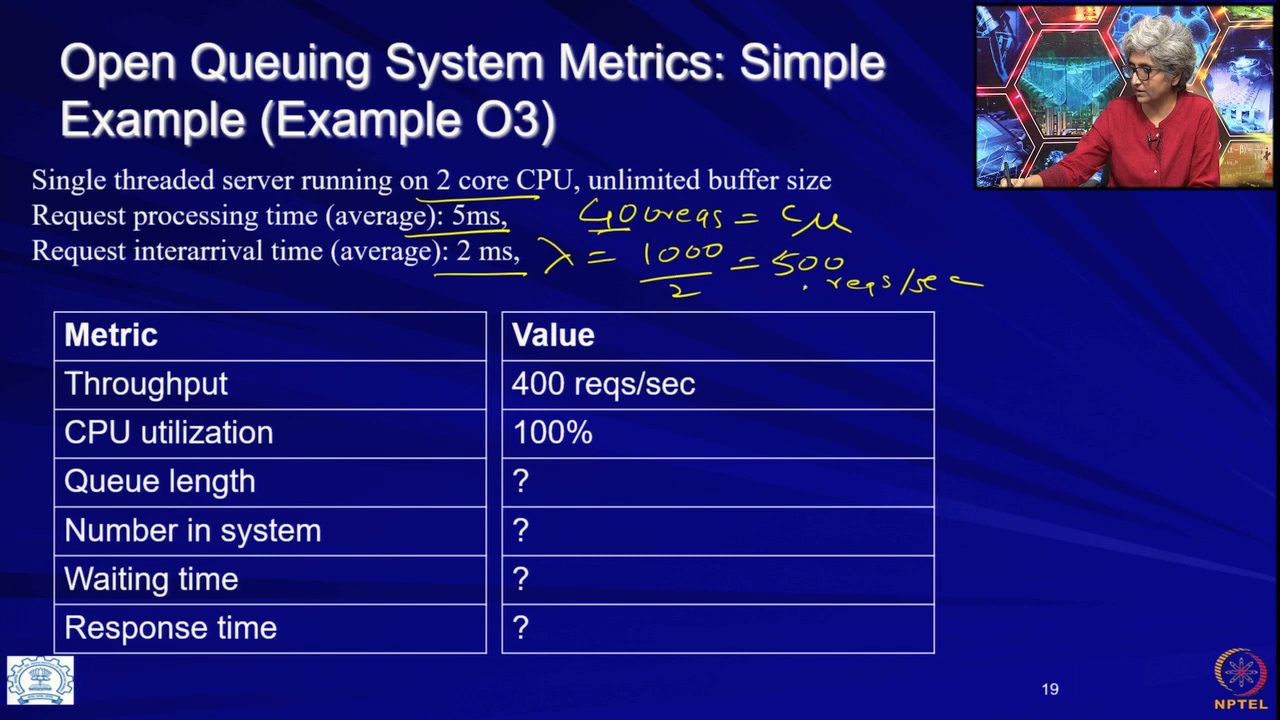 Open Queuing System Metrics: Simple
Example (Example O3)
Single threaded server running on 2 core CPU, unlimited buffer size
Request processing time (average): 5ms, 400 reqs = cμ
Request interarrival time (average): 2 ms, λ = 1000/2 = 500 reqs/sec
Metric Value
Throughput 400 reqs/sec
CPU utilization 100%
Queue length ?
Number in system ?
Waiting time ?
Response time ?
19
NPTEL